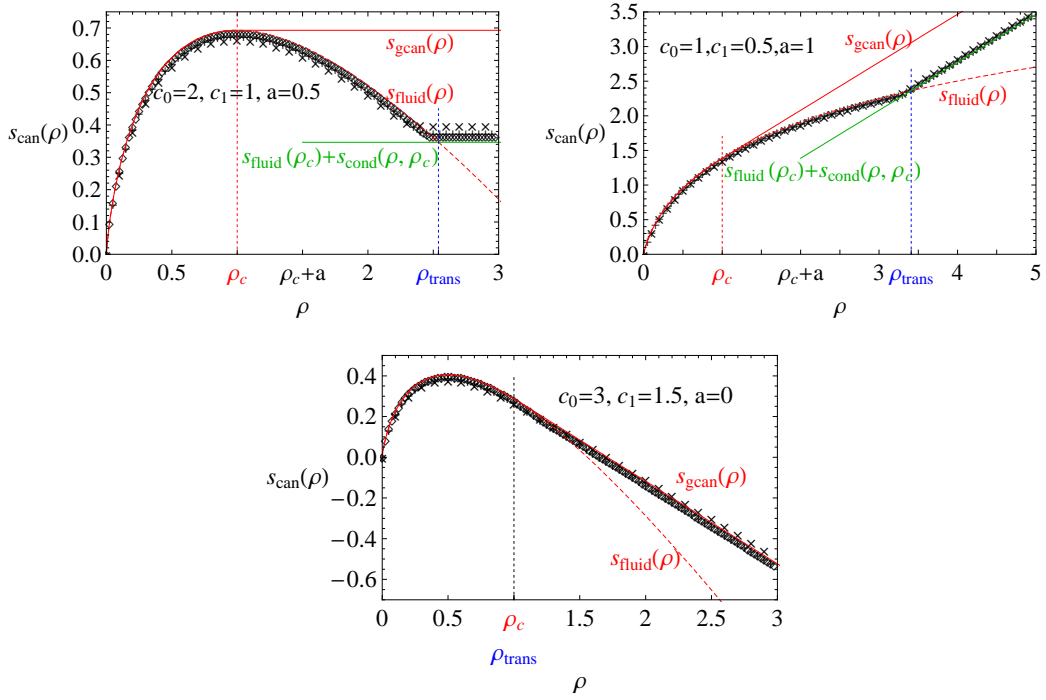 0.7
0.6
0.5
0.4
0.3
0.2
0.1
0.0
s_can(ρ)
s_gcan(ρ)
c_0=2, c_1=1, a=0.5
s_fluid(ρ)
s_fluid(ρ_c)+s_cond(ρ, ρ_c)
0 0.5 ρ_c ρ_c+a 2 ρ_trans 3
ρ
3.5
3.0
2.5
2.0
1.5
1.0
0.5
0.0
s_can(ρ)
c_0=1,c_1=0.5,a=1
s_gcan(ρ)
s_fluid(ρ)
s_fluid(ρ_c)+s_cond(ρ, ρ_c)
0 ρ_c ρ_c+a ρ_trans 4 5
ρ
0.4
0.2
0.0
−0.2
−0.4
−0.6
s_can(ρ)
c_0=3, c_1=1.5, a=0
s_gcan(ρ)
s_fluid(ρ)
0 0.5 ρ_c 1.5 2 2.5 3
ρ_trans
ρ